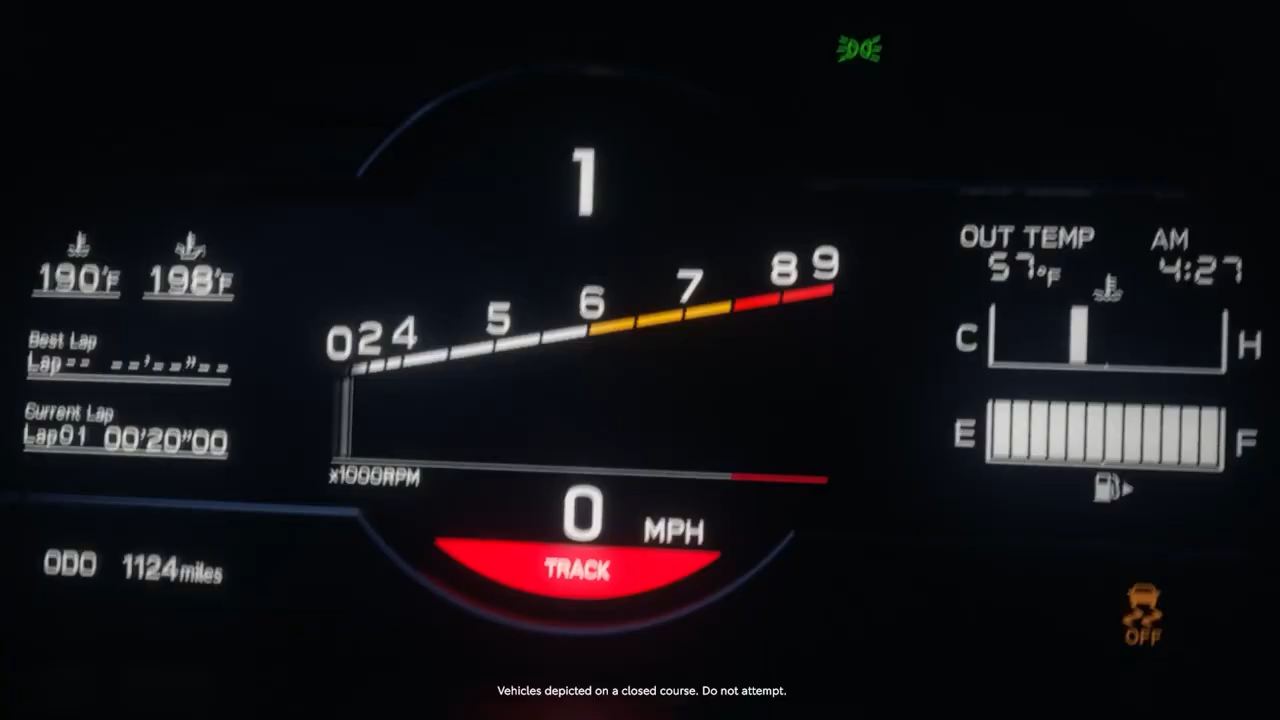 1
190°F 198°F
Best Lap
Lap-- --'--"--
Current Lap
Lap01 00'20"00
0 2 4 5 6 7 8 9
x1000RPM
0 MPH
TRACK
ODO 1124 miles
OUT TEMP AM
57°F 4:27
C H
E F
OFF
Vehicles depicted on a closed course. Do not attempt.